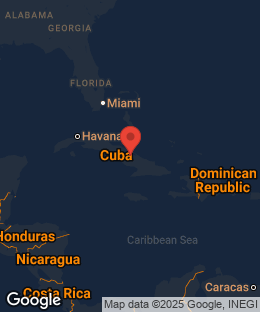 ALABAMA
GEORGIA
FLORIDA
Miami
Havana
Cuba
Dominican
Republic
Caribbean Sea
Honduras
Nicaragua
Costa Rica
Caracas
Google
Map data ©2025 Google, INEGI